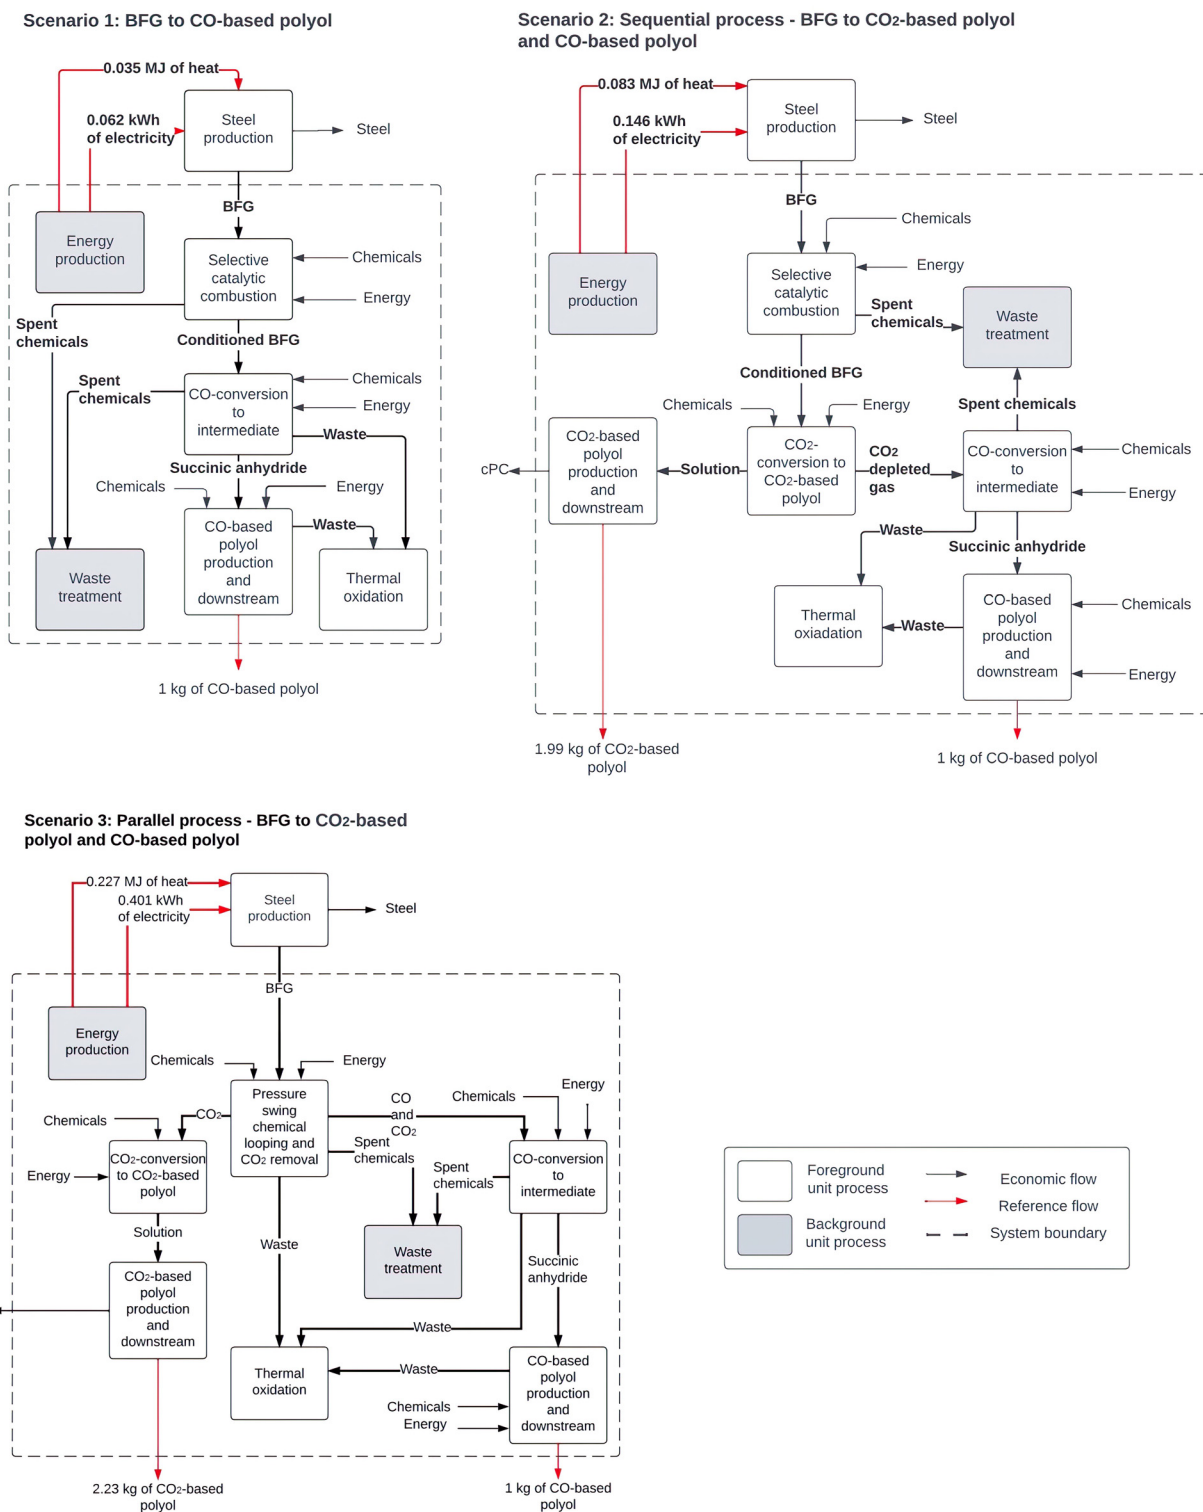 Scenario 1: BFG to CO-based polyol
0.035 MJ of heat
0.062 kWh
of electricity
Steel
production
Steel
BFG
Energy
production
Selective
catalytic
combustion
Chemicals
Energy
Spent
chemicals
Conditioned BFG
Spent
chemicals
CO-conversion
to
intermediate
Chemicals
Energy
Waste
Succinic anhydride
Chemicals
Energy
CO-based
polyol
production
and
downstream
Waste
Waste
treatment
Thermal
oxidation
1 kg of CO-based polyol
Scenario 2: Sequential process - BFG to CO2-based polyol
and CO-based polyol
0.083 MJ of heat
0.146 kWh
of electricity
Steel
production
Steel
BFG
Chemicals
Energy
Energy
production
Selective
catalytic
combustion
Spent
chemicals
Waste
treatment
Conditioned BFG
Spent chemicals
Chemicals
Energy
cPC
CO2-based
polyol
production
and
downstream
Solution
CO2-
conversion to
CO2-based
polyol
CO2
depleted
gas
CO-conversion
to
intermediate
Chemicals
Energy
Waste
Succinic anhydride
Thermal
oxiadation
Waste
CO-based
polyol
production
and
downstream
Chemicals
Energy
1.99 kg of CO2-based
polyol
1 kg of CO-based polyol
Scenario 3: Parallel process - BFG to CO2-based
polyol and CO-based polyol
0.227 MJ of heat
0.401 kWh
of electricity
Steel
production
Steel
BFG
Energy
production
Chemicals
Energy
Pressure
swing
chemical
looping and
CO2 removal
CO2
CO
and
CO2
Chemicals
Energy
Chemicals
Energy
CO2-conversion
to CO2-based
polyol
Spent
chemicals
Spent
chemicals
CO-conversion
to
intermediate
Solution
Waste
Waste
treatment
Succinic
anhydride
CO2-based
polyol
production
and
downstream
Waste
Thermal
oxidation
Waste
Chemicals
Energy
CO-based
polyol
production
and
downstream
2.23 kg of CO2-based
polyol
1 kg of CO-based
polyol
Foreground
unit process
Background
unit process
Economic flow
Reference flow
System boundary